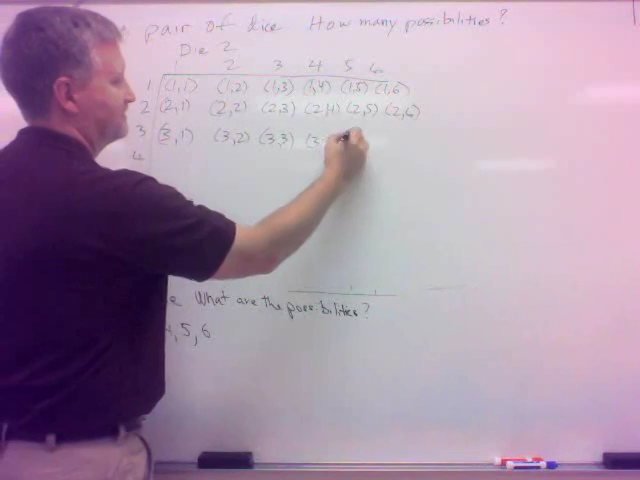 pair of dice How many possibilities?
Die 2
1 2 3 4 5 6
1 (1,1) (1,2) (1,3) (1,4) (1,5) (1,6)
2 (2,1) (2,2) (2,3) (2,4) (2,5) (2,6)
3 (3,1) (3,2) (3,3) (3
4
What are the possibilities?
, 5, 6